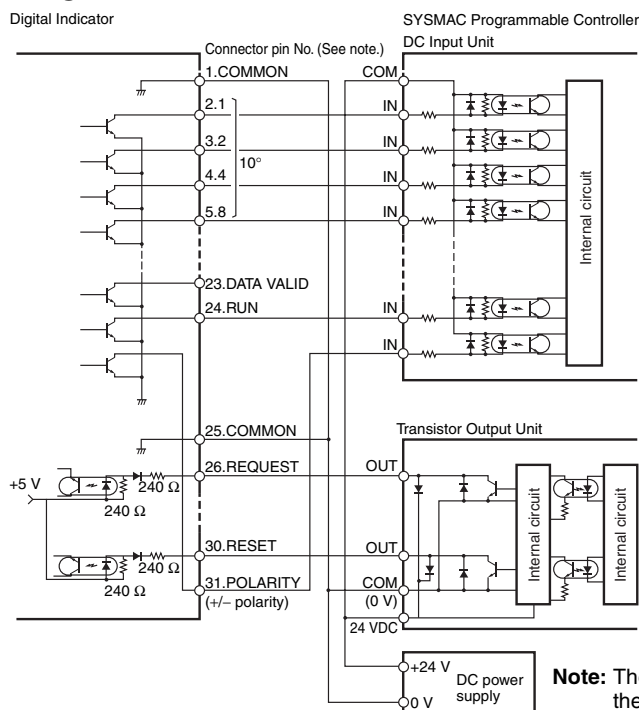 Digital Indicator
SYSMAC Programmable Controller
Connector pin No. (See note.)
DC Input Unit
1.COMMON
COM
2.1
IN
3.2
IN
10°
4.4
IN
5.8
IN
Internal circuit
23.DATA VALID
24.RUN
IN
IN
25.COMMON
Transistor Output Unit
26.REQUEST
OUT
+5 V
240 Ω
240 Ω
Internal circuit
Internal circuit
30.RESET
OUT
240 Ω
240 Ω
31.POLARITY
(+/– polarity)
COM
(0 V)
24 VDC
+24 V
DC power
supply
0 V
Note: The
the